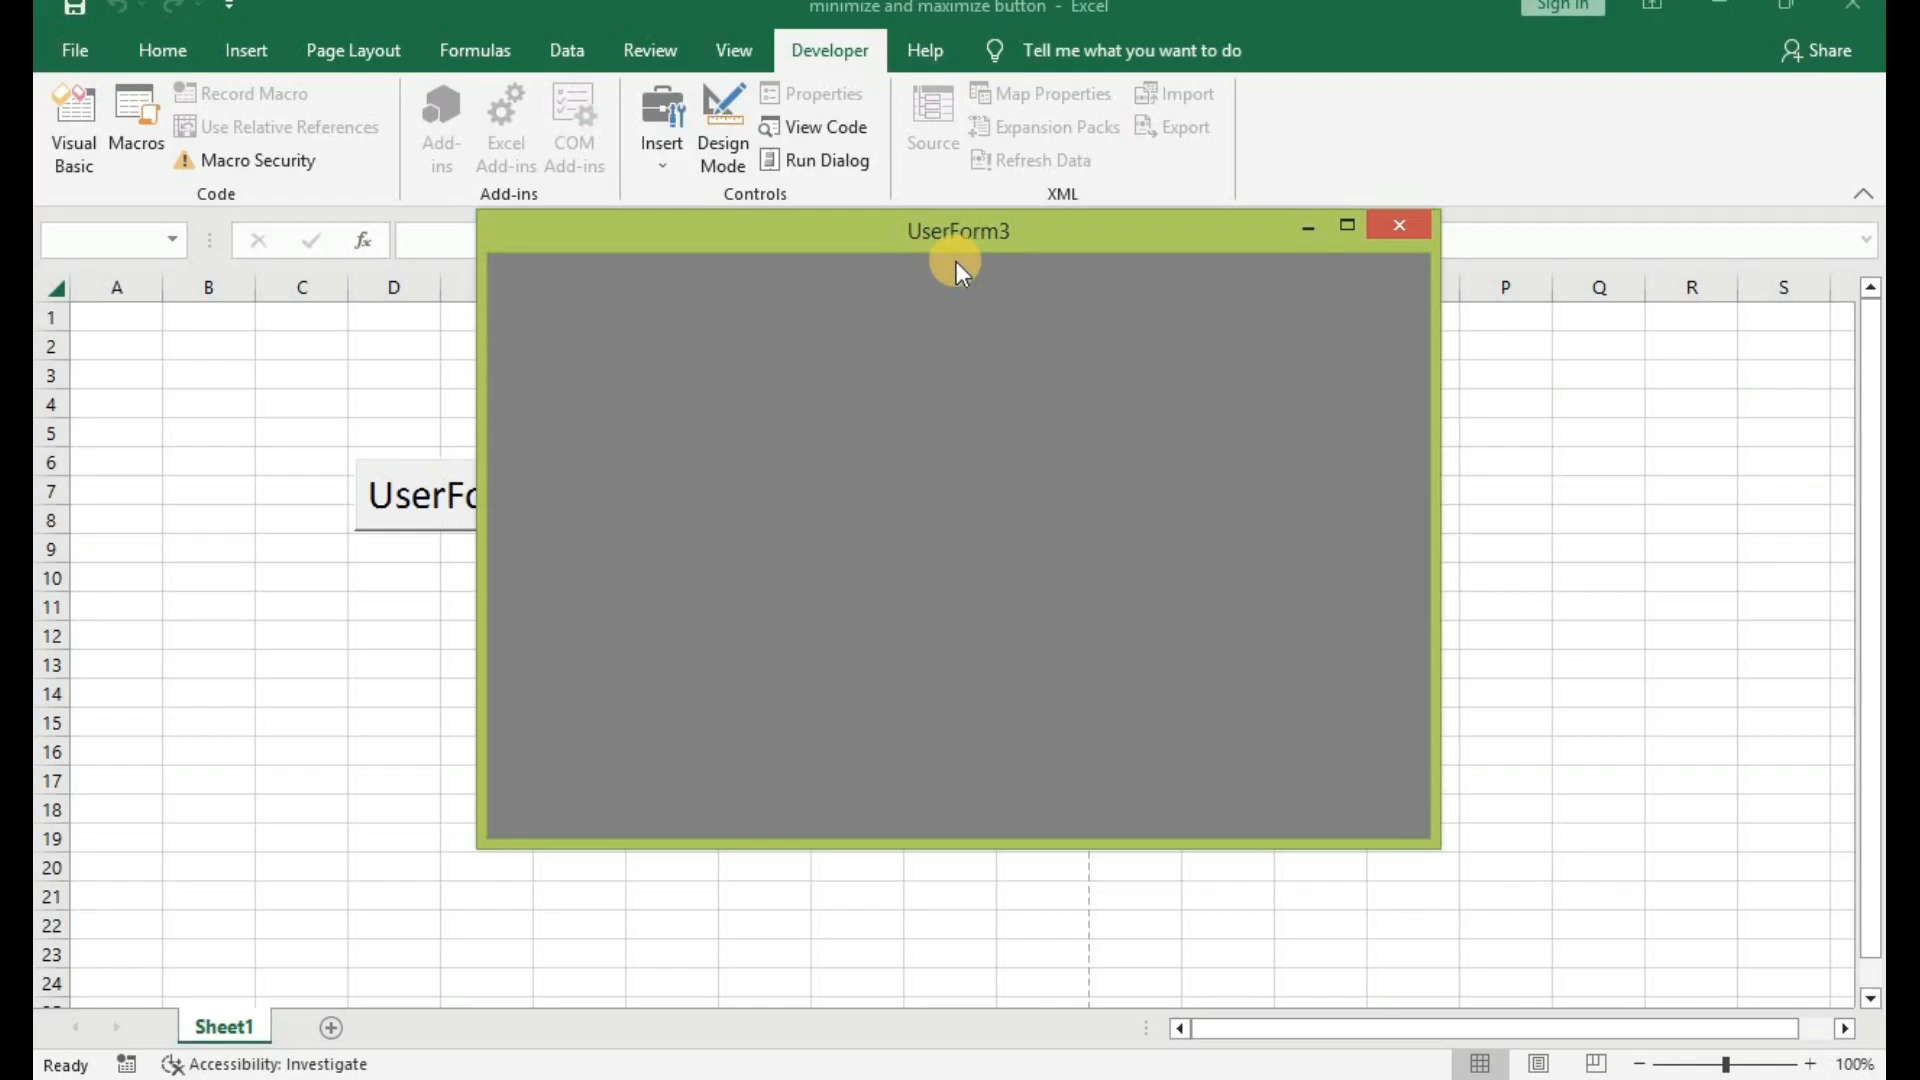 minimize and maximize button - Excel
Sign in
File Home Insert Page Layout Formulas Data Review View Developer Help Tell me what you want to do Share
Visual Basic
Macros
Record Macro
Use Relative References
Macro Security
Code
Add-ins
Excel Add-ins
COM Add-ins
Add-ins
Insert
Design Mode
Properties
View Code
Run Dialog
Controls
Source
Map Properties
Expansion Packs
Refresh Data
Import
Export
XML
fx
UserForm3
A B C D P Q R S
1
2
3
4
5
6
7
8
9
10
11
12
13
14
15
16
17
18
19
20
21
22
23
24
UserFo
Sheet1
Ready
Accessibility: Investigate
100%